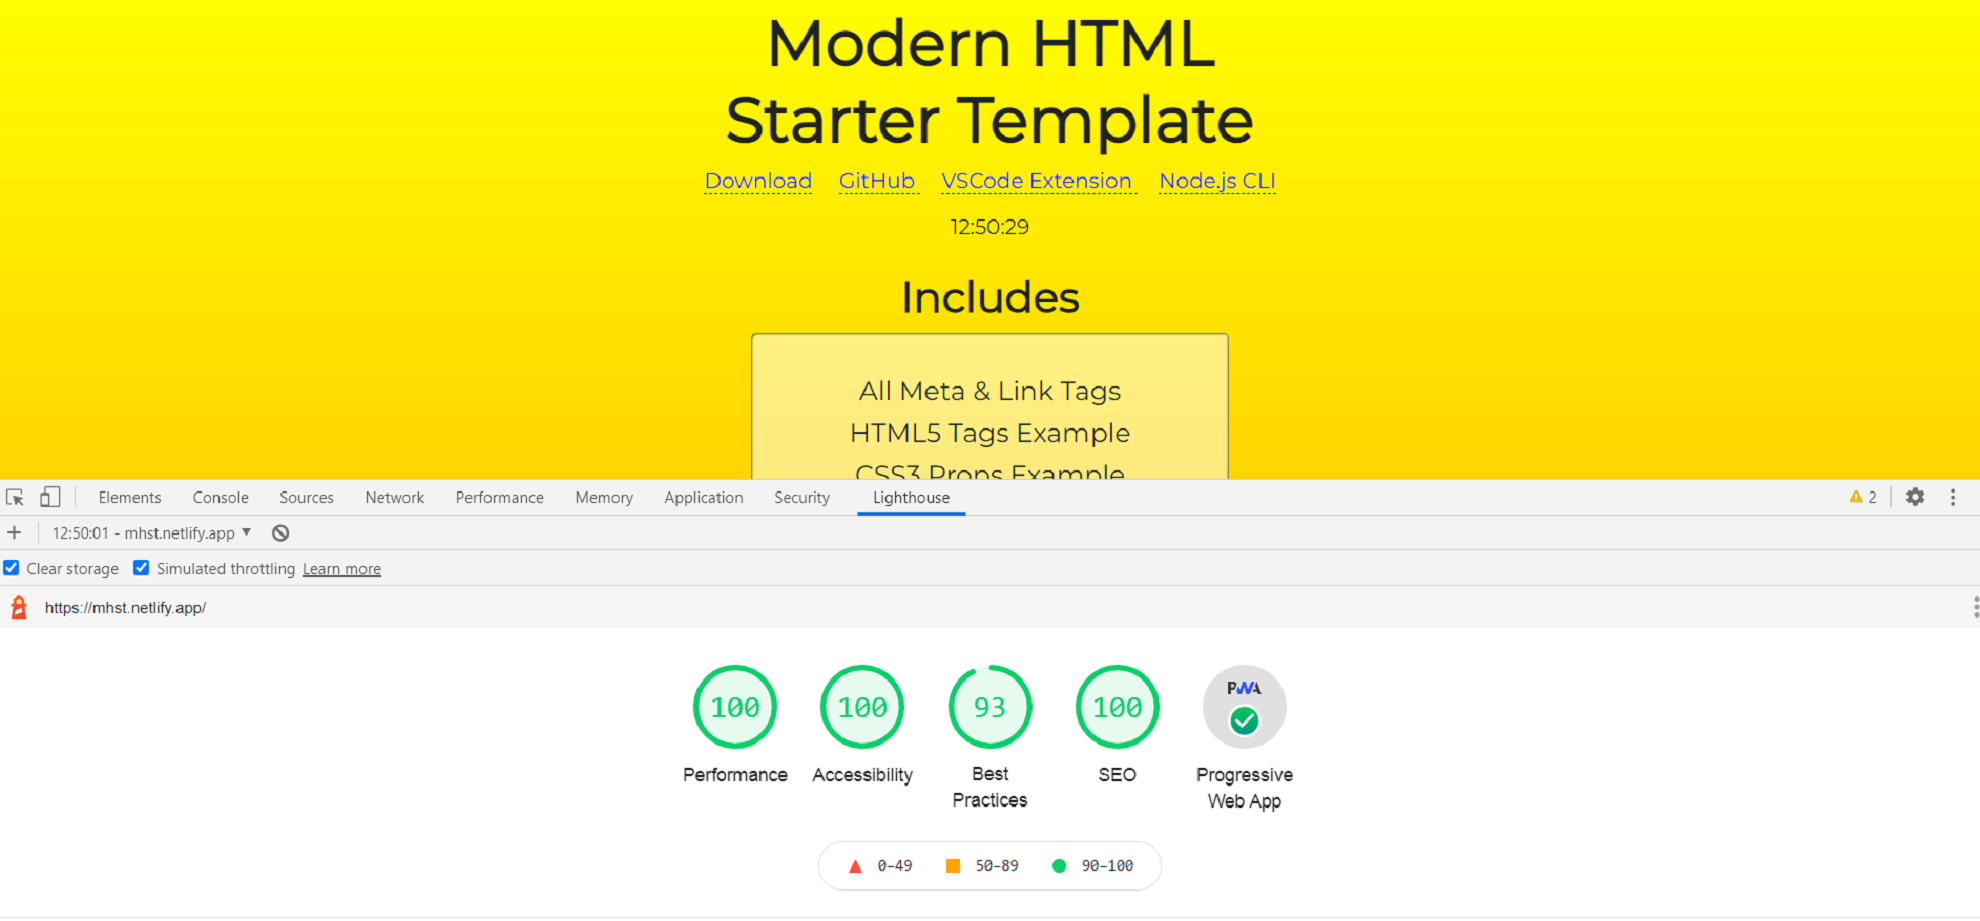 Modern HTML
Starter Template
Download GitHub VSCode Extension Node.js CLI
12:50:29
Includes
All Meta & Link Tags
HTML5 Tags Example
CSS3 Props Example
Elements Console Sources Network Performance Memory Application Security Lighthouse 2
12:50:01 - mhst.netlify.app
Clear storage Simulated throttling Learn more
https://mhst.netlify.app/
100 100 93 100 PWA
Performance Accessibility Best Practices SEO Progressive Web App
0-49 50-89 90-100